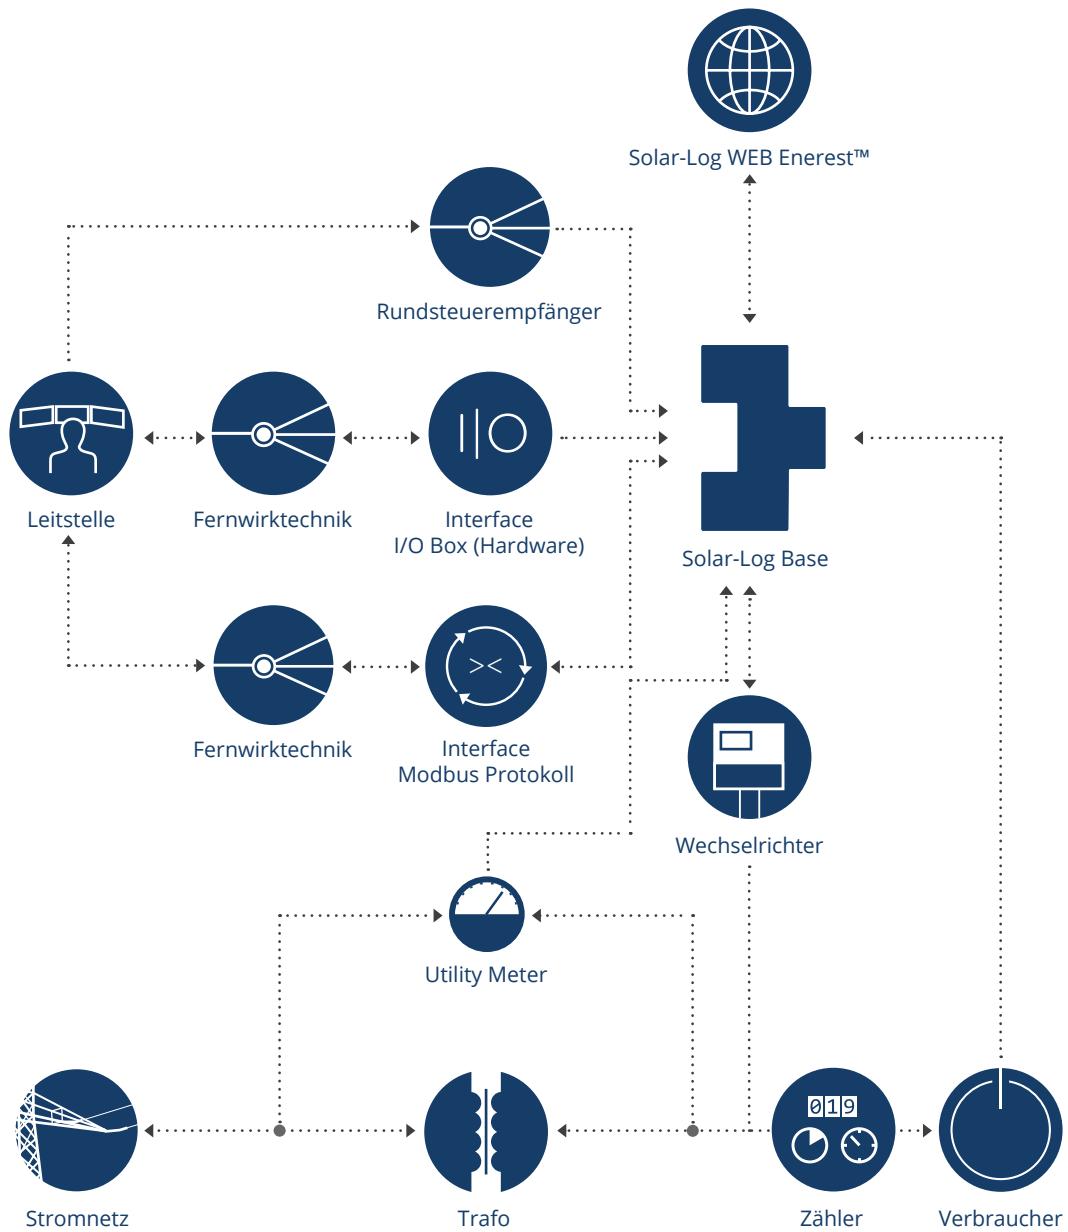 Solar-Log WEB Enerest™
Rundsteuerempfänger
Leitstelle
Fernwirktechnik
Interface
I/O Box (Hardware)
Solar-Log Base
Fernwirktechnik
Interface
Modbus Protokoll
Wechselrichter
Utility Meter
019
Stromnetz
Trafo
Zähler
Verbraucher